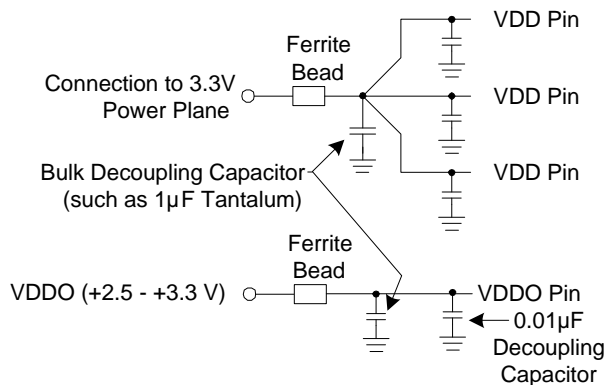 VDD Pin
Ferrite
Bead
Connection to 3.3V
Power Plane
VDD Pin
Bulk Decoupling Capacitor
(such as 1µF Tantalum)
VDD Pin
Ferrite
Bead
VDDO (+2.5 - +3.3 V)
VDDO Pin
0.01µF
Decoupling
Capacitor